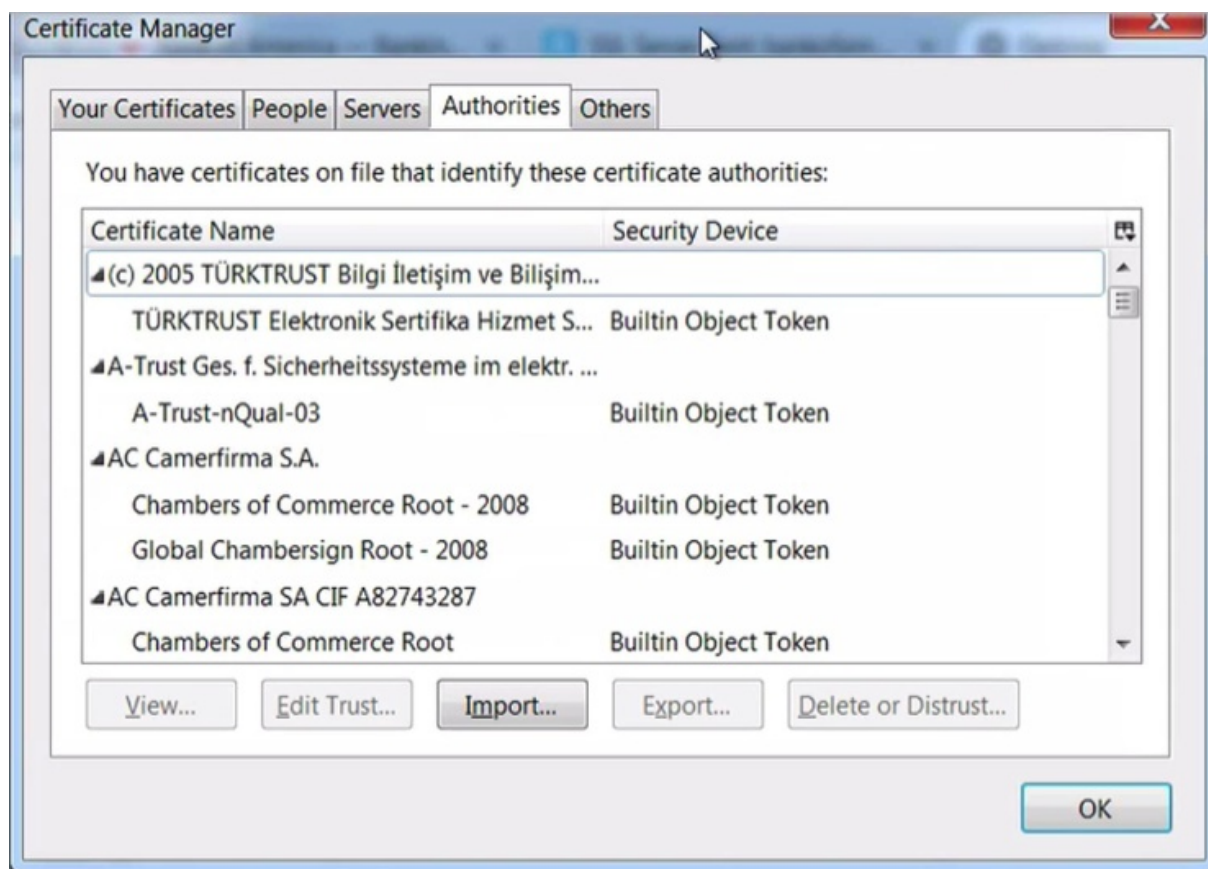 Certificate Manager
Your Certificates People Servers Authorities Others
You have certificates on file that identify these certificate authorities:
Certificate Name Security Device
(c) 2005 TÜRKTRUST Bilgi İletişim ve Bilişim...
TÜRKTRUST Elektronik Sertifika Hizmet S... Builtin Object Token
A-Trust Ges. f. Sicherheitssysteme im elektr. ...
A-Trust-nQual-03 Builtin Object Token
AC Camerfirma S.A.
Chambers of Commerce Root - 2008 Builtin Object Token
Global Chambersign Root - 2008 Builtin Object Token
AC Camerfirma SA CIF A82743287
Chambers of Commerce Root Builtin Object Token
View... Edit Trust... Import... Export... Delete or Distrust...
OK